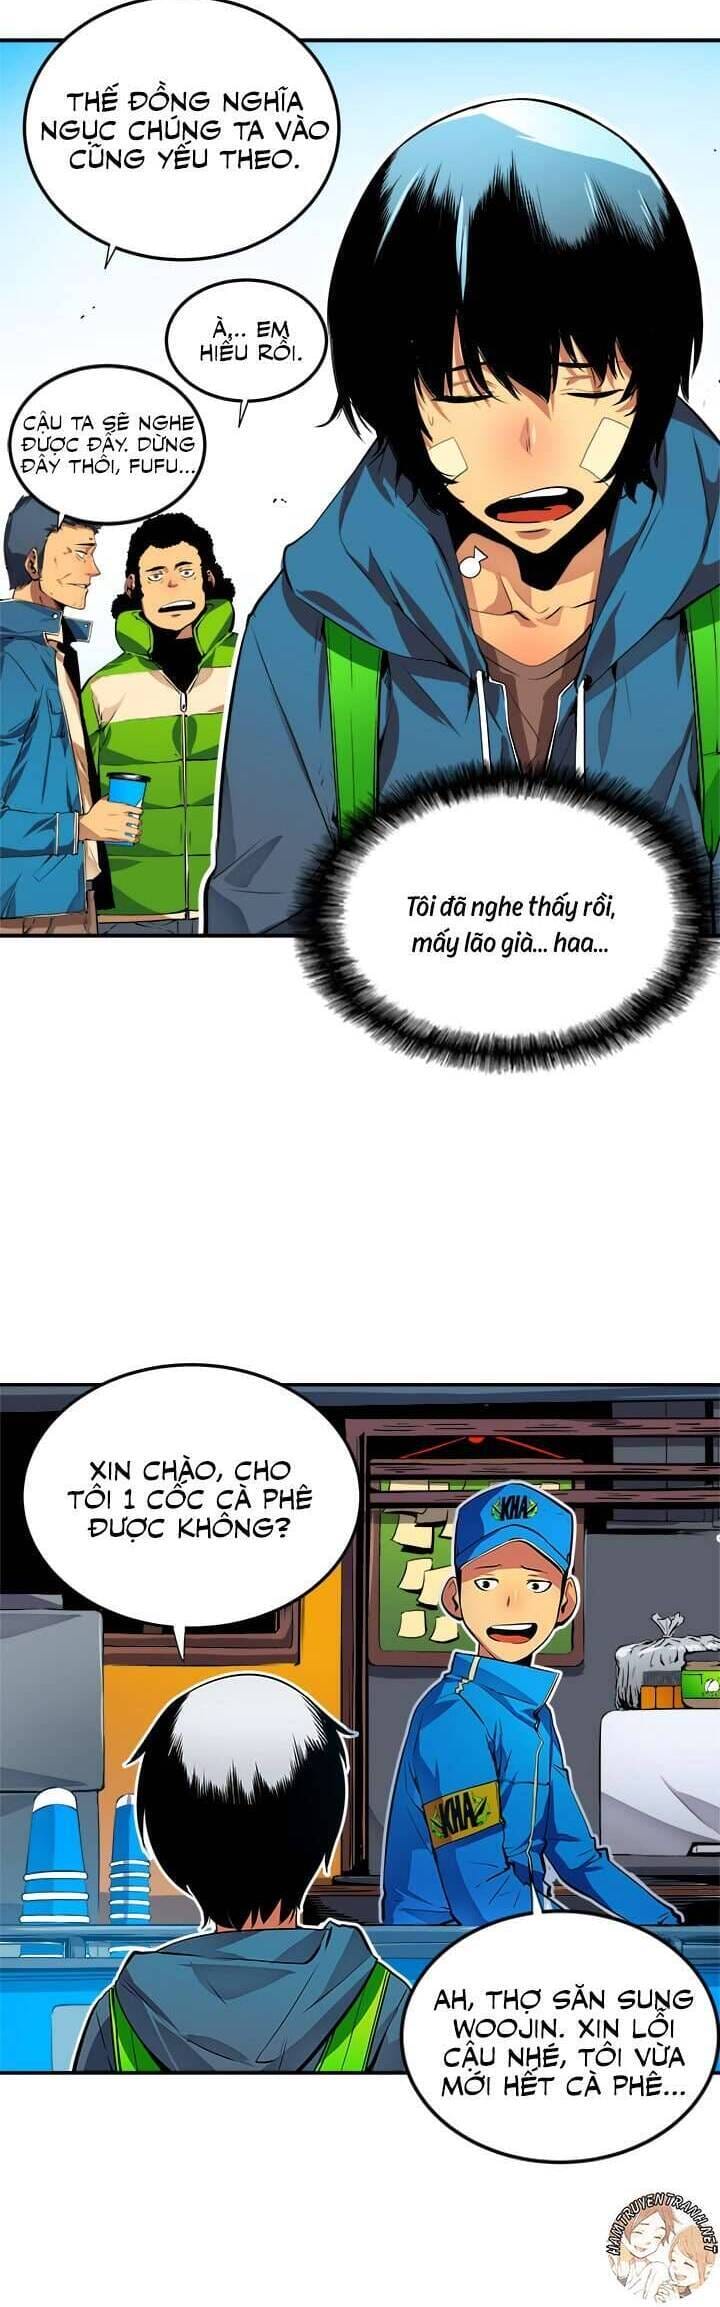 THẾ ĐỒNG NGHĨA
NGỤC CHÚNG TA VÀO
CŨNG YẾU THEO.
À... EM
HIỂU RỒI.
CẬU TA SẼ NGHE
ĐƯỢC ĐẤY. DỪNG
ĐÂY THÔI, FUFU...
Tôi đã nghe thấy rồi,
mấy lão già... haa...
XIN CHÀO, CHO
TÔI 1 CỐC CÀ PHÊ
ĐƯỢC KHÔNG?
KHA
KHA
AH, THỢ SĂN SUNG
WOOJIN. XIN LỖI
CẬU NHÉ, TÔI VỪA
MỚI HẾT CÀ PHÊ...
HAMTRUYENTRANH.NET